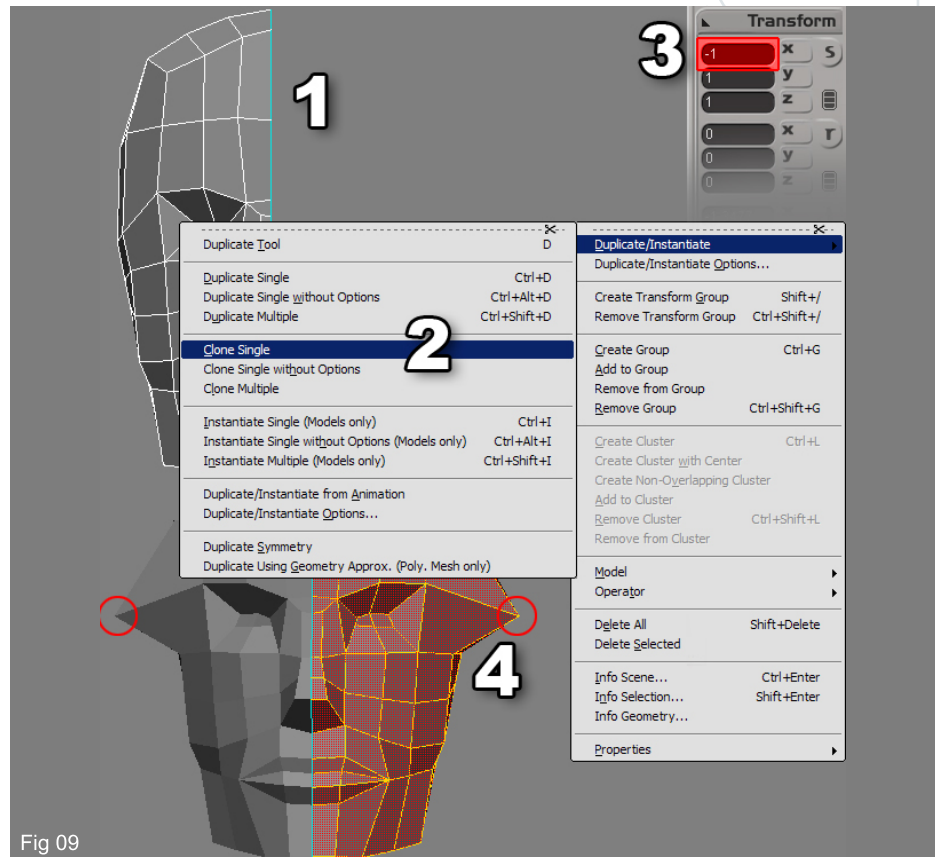 1
3
Transform
-1 x s
1 y
1 z
0 x r
0 y
0 z
Duplicate Tool D
Duplicate Single Ctrl+D
Duplicate Single without Options Ctrl+Alt+D
Duplicate Multiple Ctrl+Shift+D
2
Clone Single
Clone Single without Options
Clone Multiple
Instantiate Single (Models only) Ctrl+I
Instantiate Single without Options (Models only) Ctrl+Alt+I
Instantiate Multiple (Models only) Ctrl+Shift+I
Duplicate/Instantiate from Animation
Duplicate/Instantiate Options...
Duplicate Symmetry
Duplicate Using Geometry Approx. (Poly. Mesh only)
Duplicate/Instantiate
Duplicate/Instantiate Options...
Create Transform Group Shift+/
Remove Transform Group Ctrl+Shift+/
Create Group Ctrl+G
Add to Group
Remove from Group
Remove Group Ctrl+Shift+G
Create Cluster Ctrl+L
Create Cluster with Center
Create Non-Overlapping Cluster
Add to Cluster
Remove Cluster Ctrl+Shift+L
Remove from Cluster
Model
Operator
Delete All Shift+Delete
Delete Selected
Info Scene... Ctrl+Enter
Info Selection... Shift+Enter
Info Geometry...
Properties
4
Fig 09